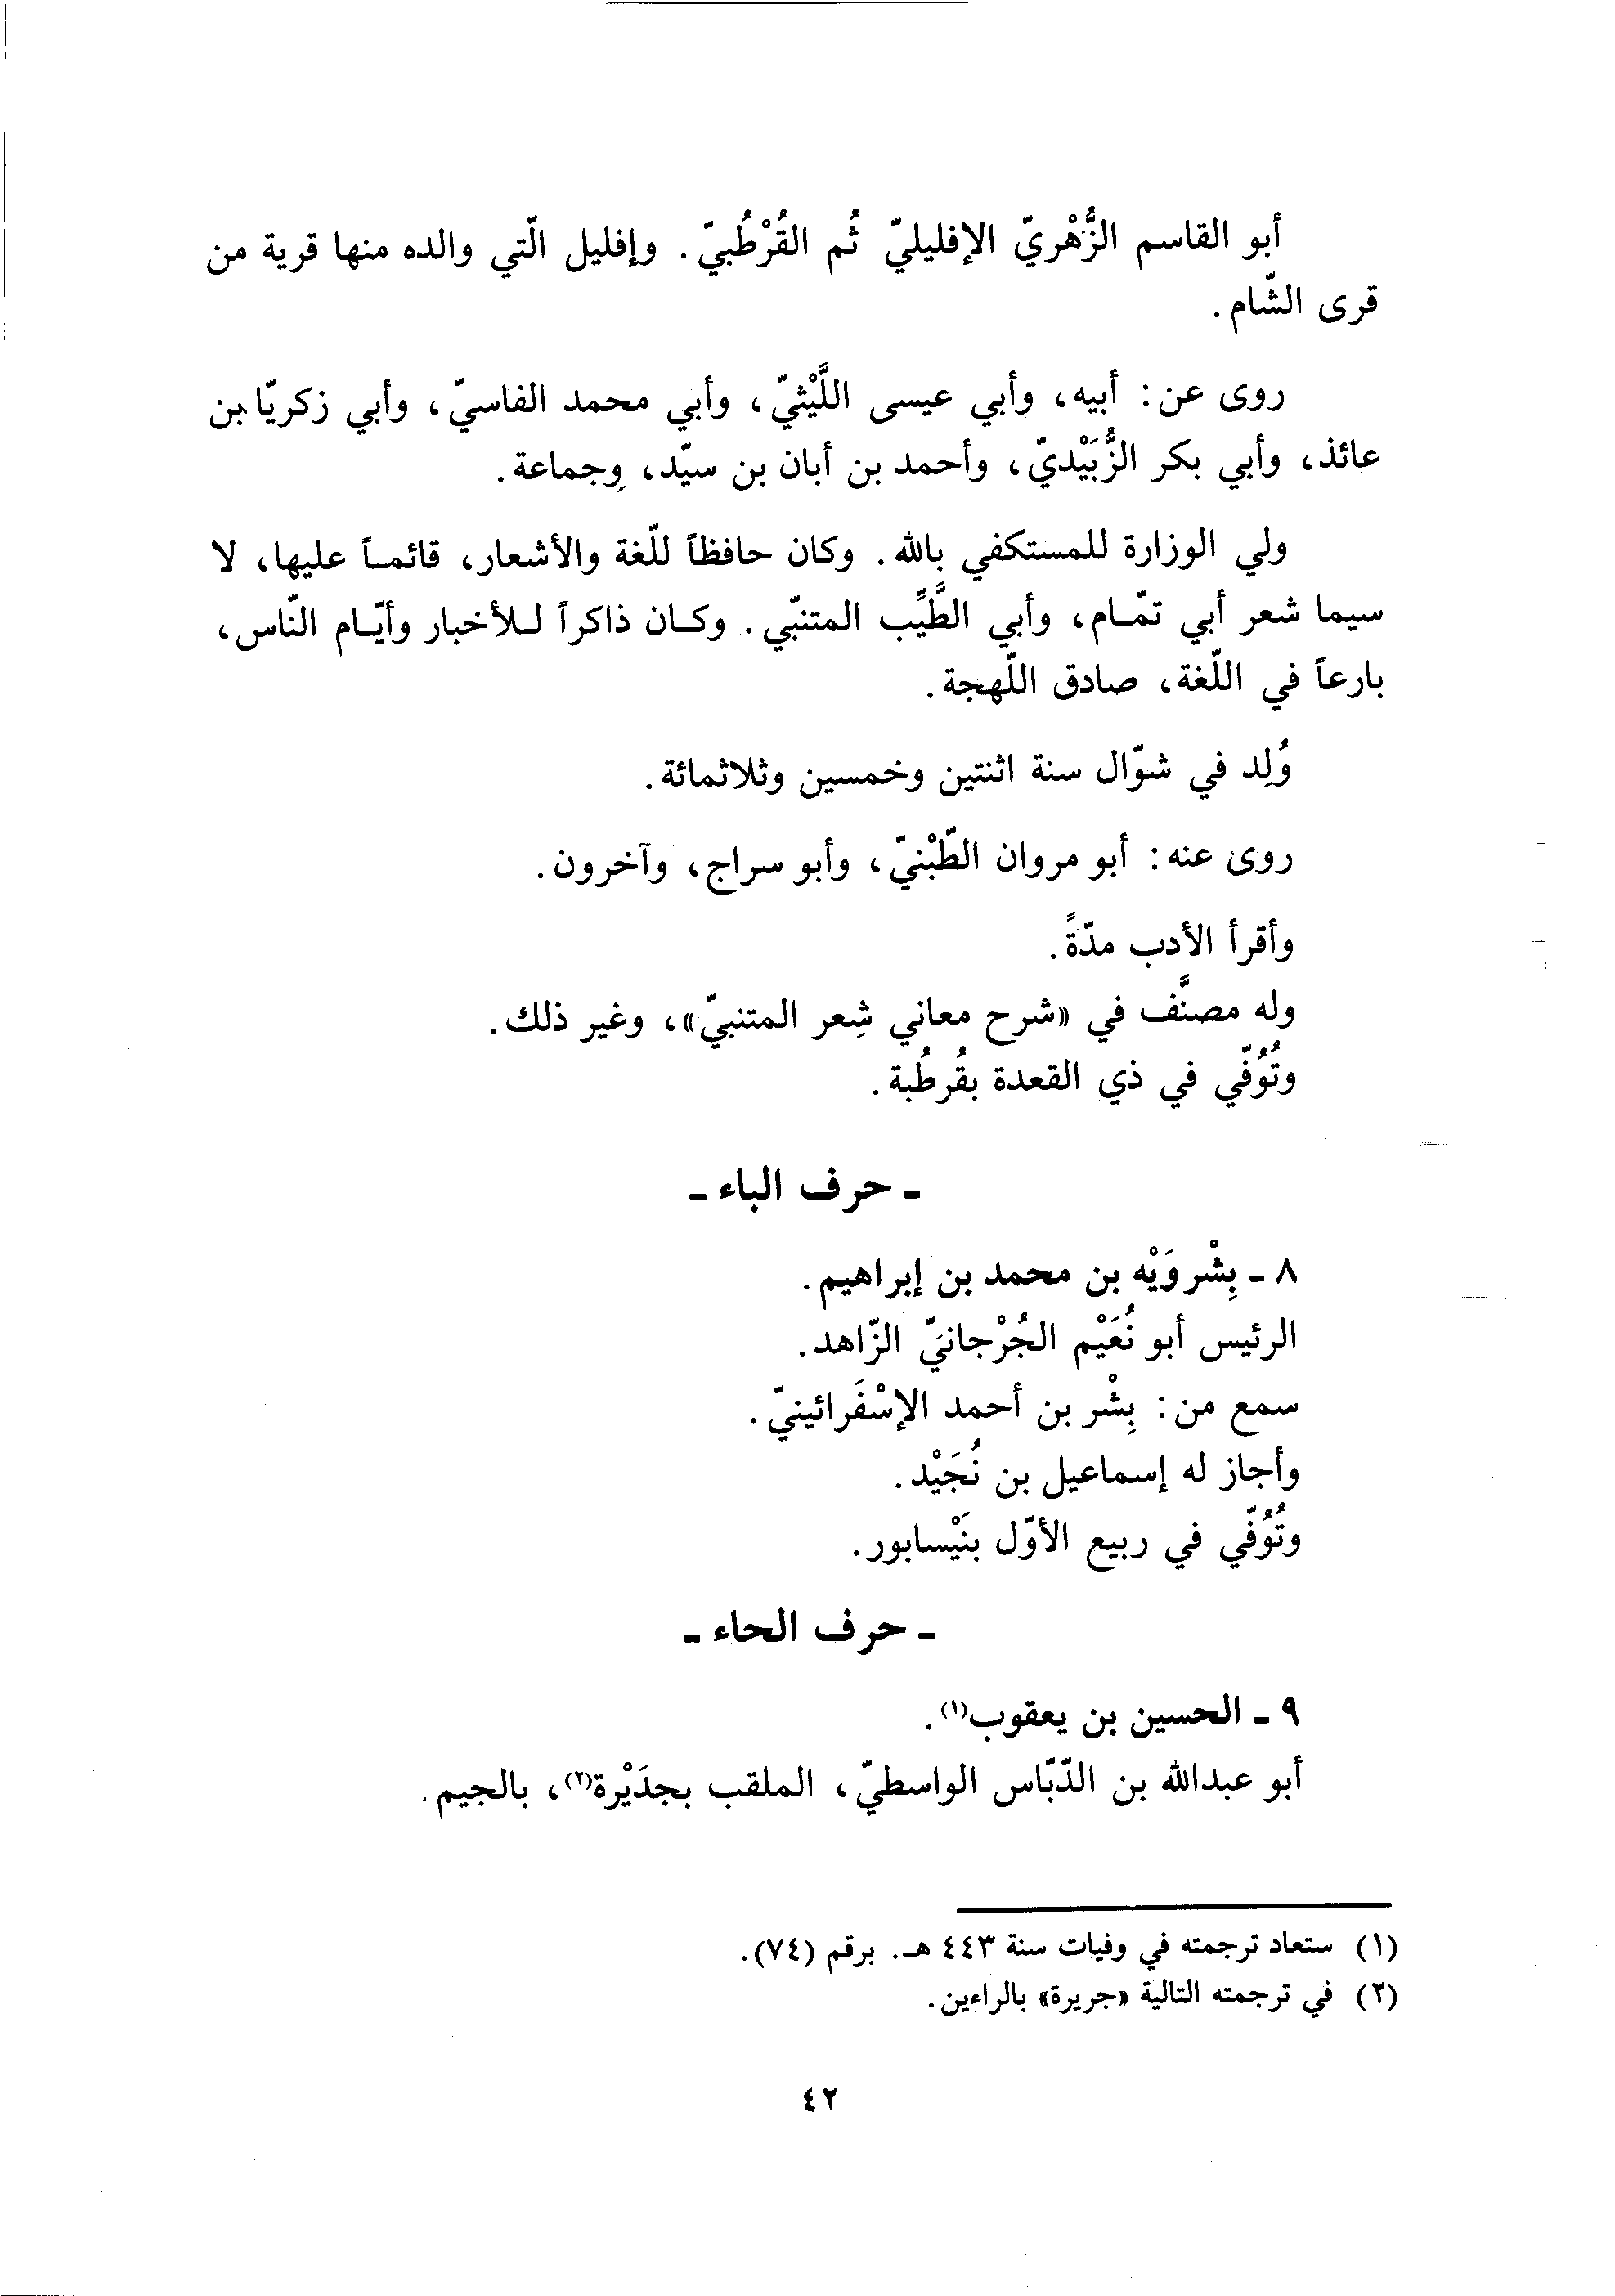 أبو القاسم الزُّهْريّ الإفليليّ ثُم القُرْطُبيّ. وإفليل الّتي والده منها قرية من
قرى الشّام.
روى عن: أبيه، وأبي عيسى اللَّيْثيّ، وأبي محمد الفاسيّ، وأبي زكريّا بن
عائذ، وأبي بكر الزُّبَيْديّ، وأحمد بن أبان بن سيّد، وجماعة.
ولي الوزارة للمستكفي بالله. وكان حافظاً للّغة والأشعار، قائمـاً عليها، لا
سيما شعر أبي تمّـام، وأبي الطَّيِّب المتنبّي. وكـان ذاكراً لـلأخبار وأيّـام النّاس،
بارعاً في اللّغة، صادق اللّهجة.
وُلِد في شوّال سنة اثنتين وخمسين وثلاثمائة.
روى عنه: أبو مروان الطّبْنيّ، وأبو سراج، وآخرون.
وأقرأ الأدب مدّةً.
وله مصنَّف في «شرح معاني شِعر المتنبيّ»، وغير ذلك.
وتُوُفّي في ذي القعدة بقُرطُبة.
ـ حرف الباء ـ
٨ ـ بِشْروَيْه بن محمد بن إبراهيم.
الرئيس أبو نُعَيْم الجُرْجانيّ الزّاهد.
سمع من: بِشْر بن أحمد الإسْفَرائينيّ.
وأجاز له إسماعيل بن نُجَيْد.
وتُوُفّي في ربيع الأوّل بنَيْسابور.
ـ حرف الحاء ـ
٩ ـ الحسين بن يعقوب(١).
أبو عبدالله بن الدّبّاس الواسطيّ، الملقب بجدَيْرة(٢)، بالجيم.
(١) ستعاد ترجمته في وفيات سنة ٤٤٣ هـ. برقم (٧٤).
(٢) في ترجمته التالية «جريرة» بالراءين.
٤٢